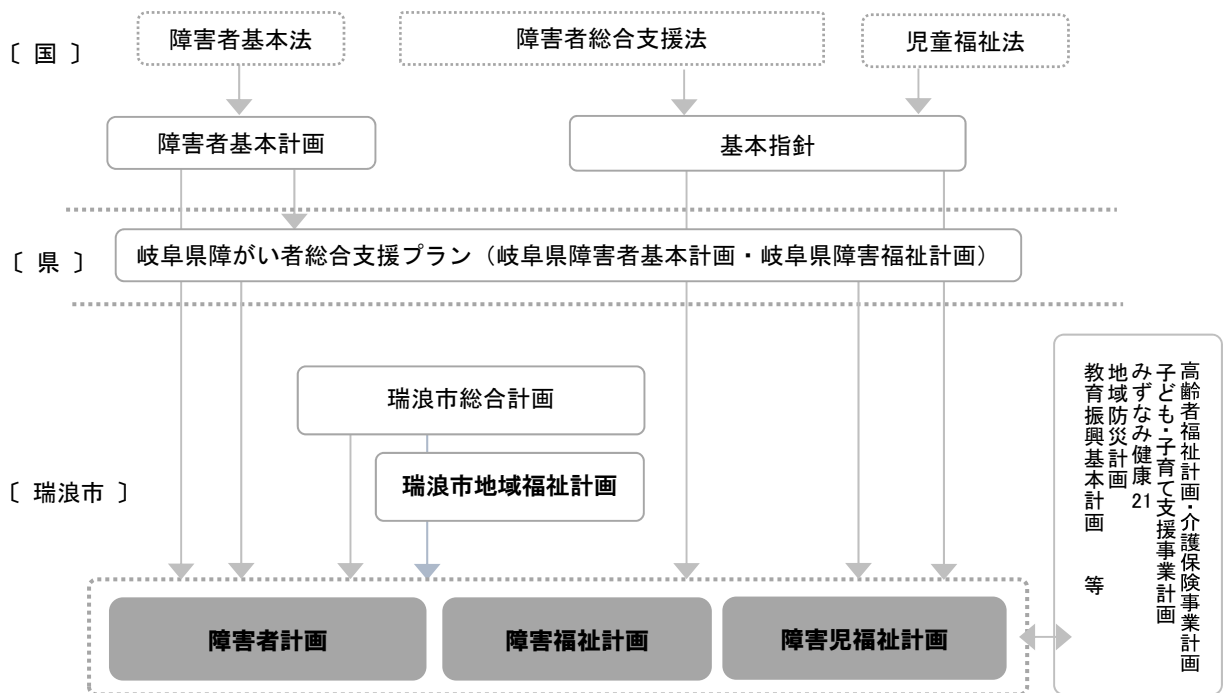 〔 国 〕
障害者基本法
障害者総合支援法
児童福祉法
障害者基本計画
基本指針
〔 県 〕
岐阜県障がい者総合支援プラン（岐阜県障害者基本計画・岐阜県障害福祉計画）
〔 瑞浪市 〕
瑞浪市総合計画
瑞浪市地域福祉計画
障害者計画
障害福祉計画
障害児福祉計画
高齢者福祉計画・介護保険事業計画
子ども・子育て支援事業計画
みずなみ健康 21
地域防災計画
教育振興基本計画 等